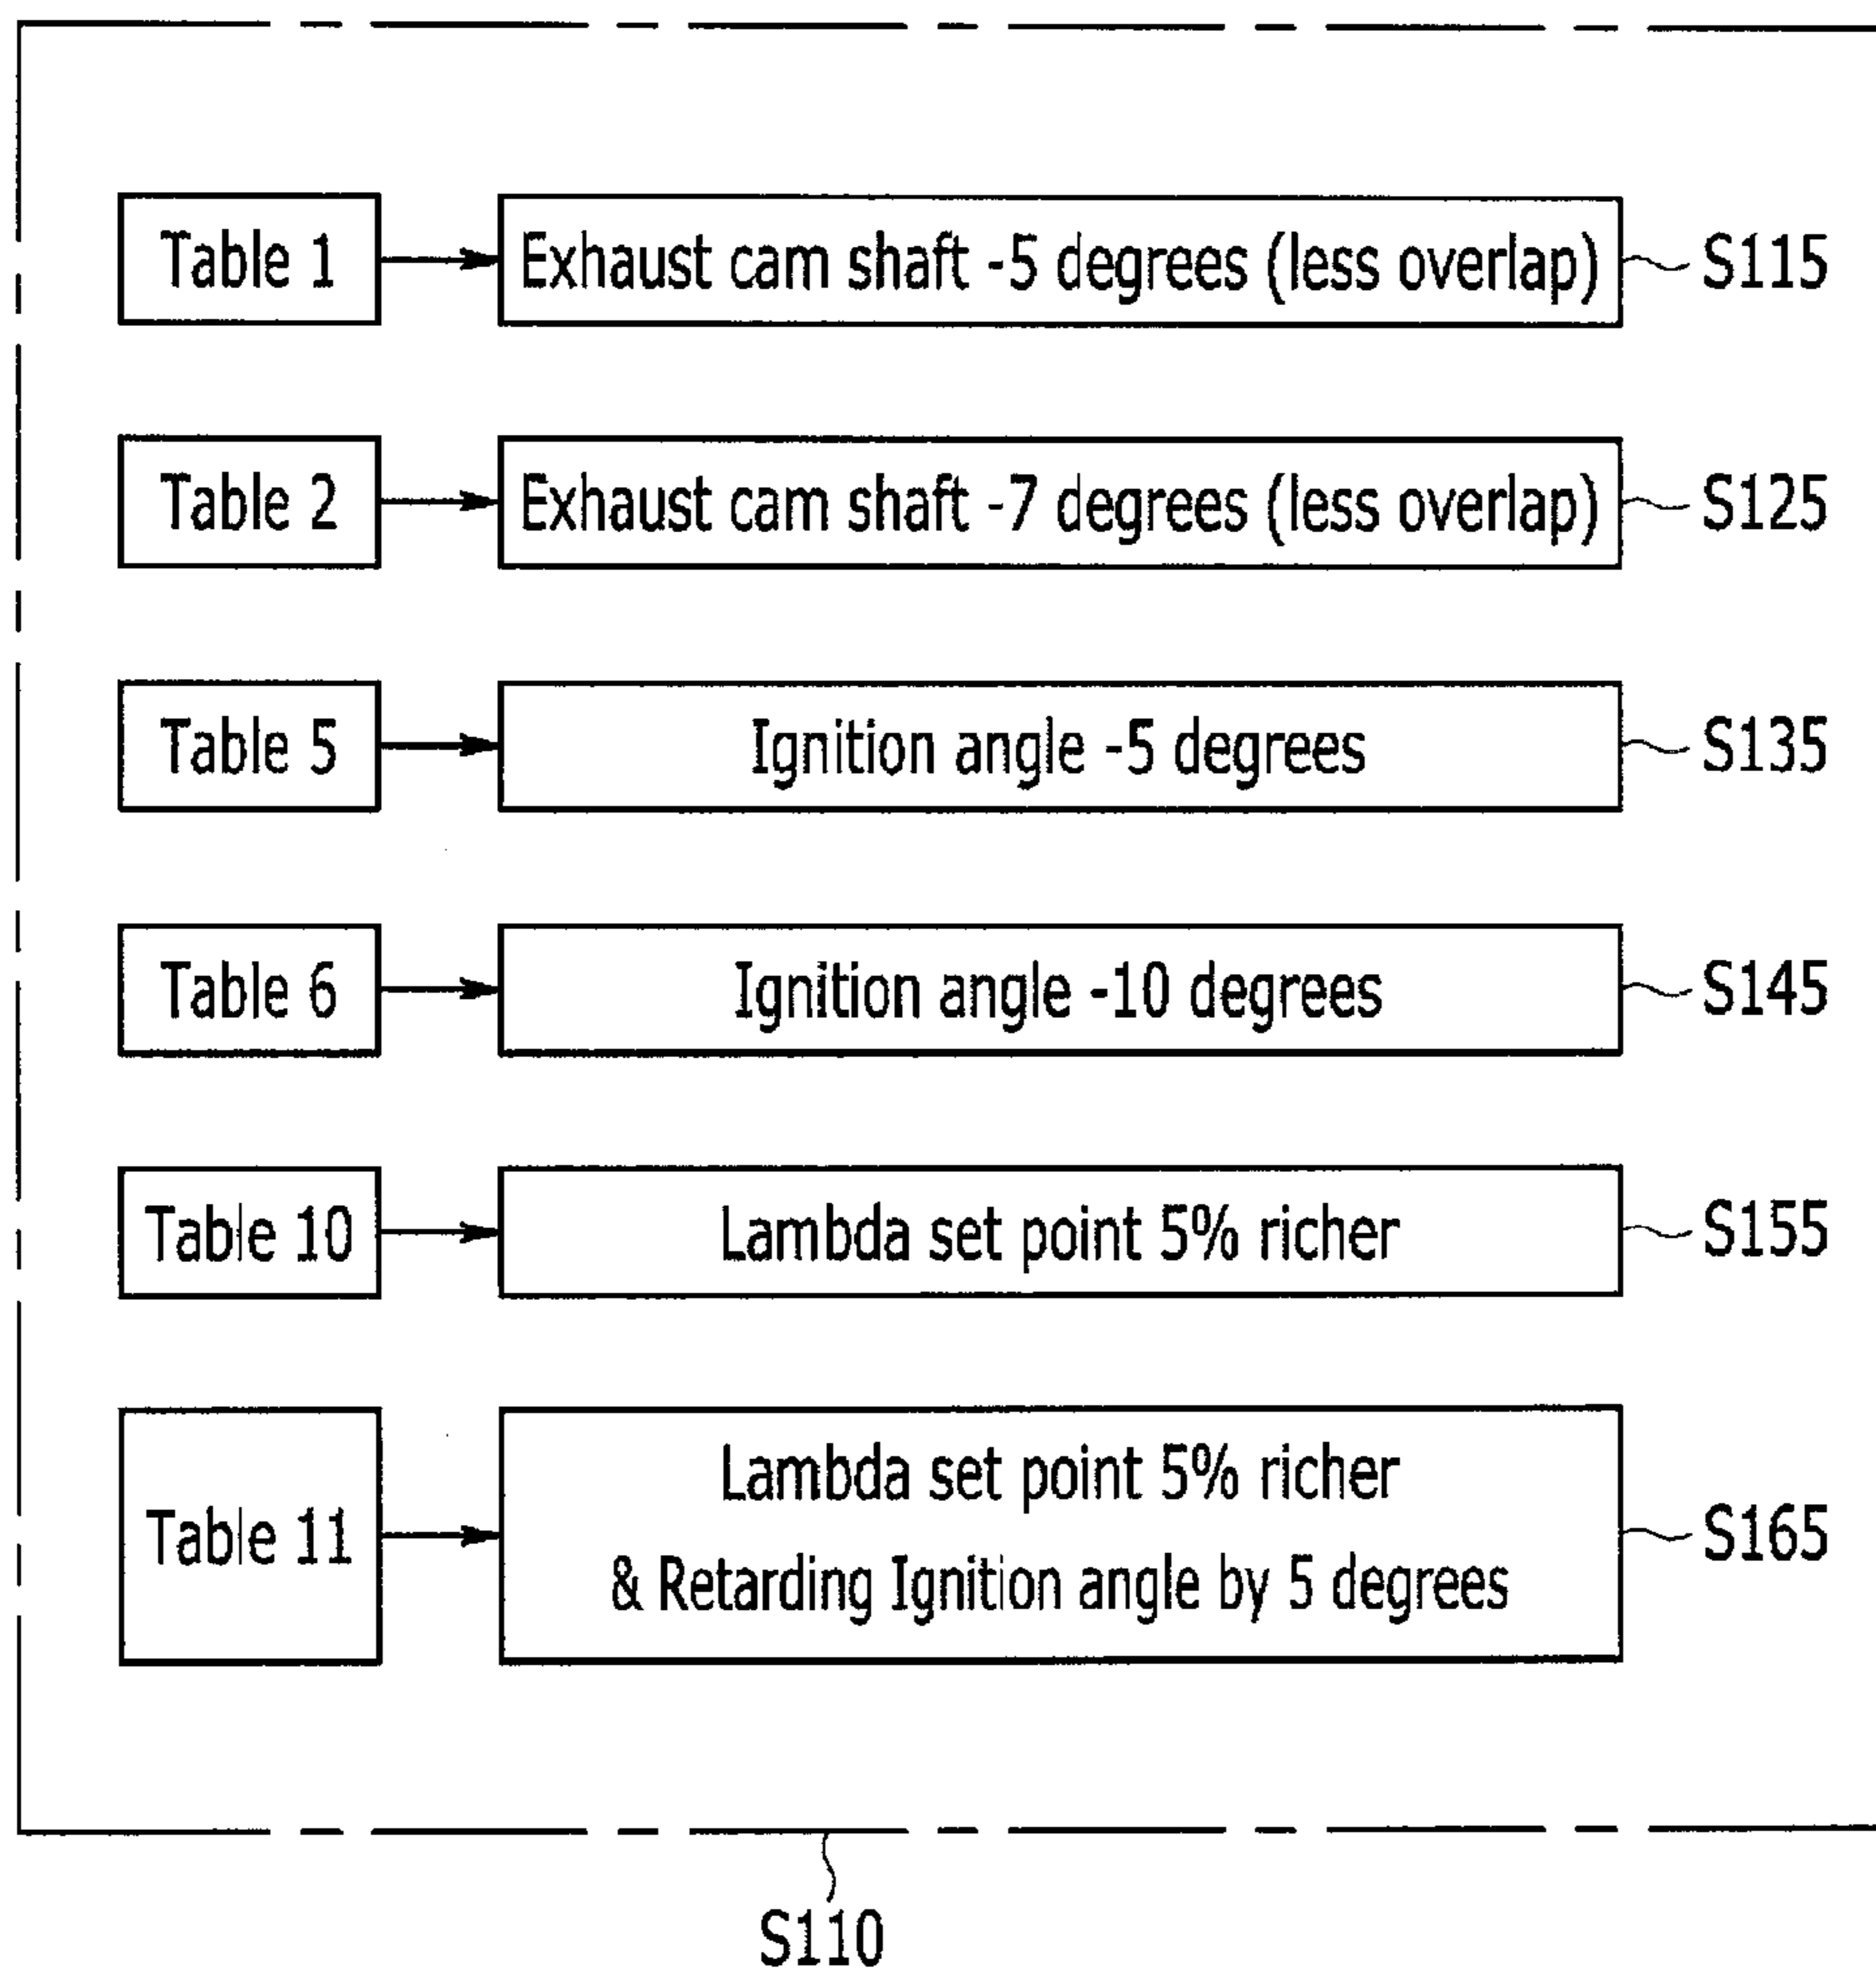 Table 1
Exhaust cam shaft -5 degrees (less overlap)
S115
Table 2
Exhaust cam shaft -7 degrees (less overlap)
S125
Table 5
Ignition angle -5 degrees
S135
Table 6
Ignition angle -10 degrees
S145
Table 10
Lambda set point 5% richer
S155
Table 11
Lambda set point 5% richer
& Retarding Ignition angle by 5 degrees
S165
S110